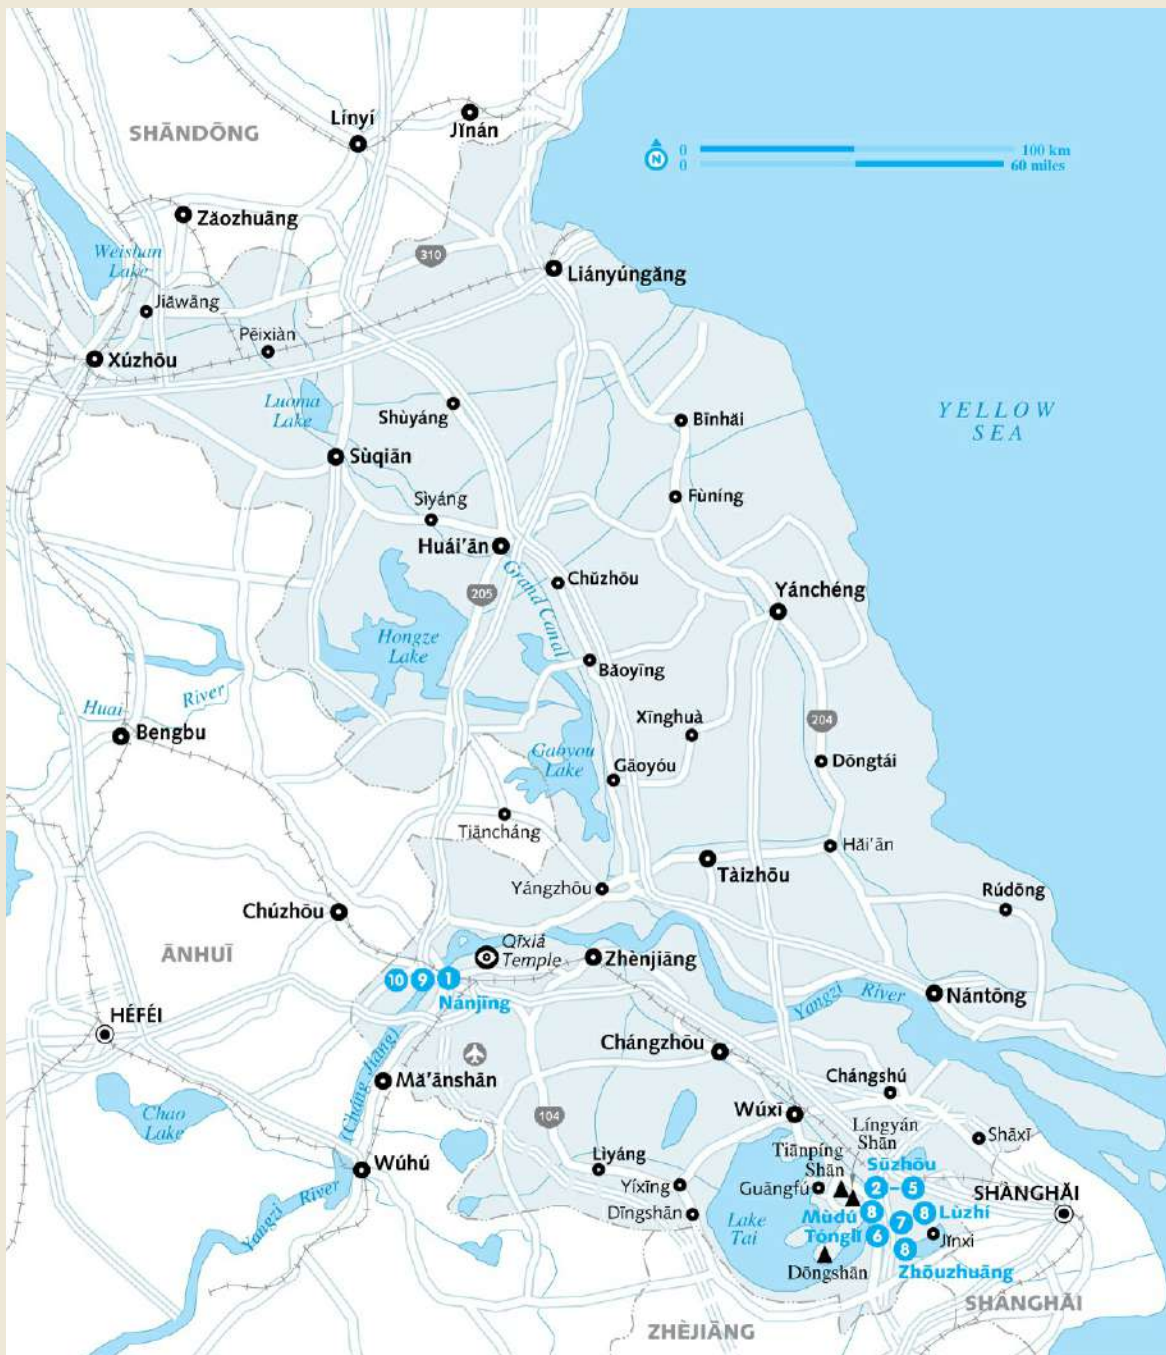 Línyí
Jǐnán
SHĀNDŌNG
N
0
100 km
0
60 miles
Zǎozhuāng
Weishan
Lake
310
Liányúngǎng
Jiāwāng
Pēixiàn
Xúzhōu
Luoma
Lake
Shùyáng
Bīnhǎi
YELLOW
SEA
Sùqiān
Sìyáng
Fùníng
Huái'ān
Grand Canal
Chǔzhōu
205
Yánchéng
Hongze
Lake
Bǎoyīng
Huai
River
Bengbu
Xīnghuà
204
Gaoyou
Lake
Gāoyóu
Dōngtái
Tiāncháng
Hǎi'ān
Tàizhōu
Yángzhōu
Rúdōng
Chúzhōu
ĀNHUĪ
Qīxiá
Temple
Zhènjiāng
10
9
1
Nánjīng
Yangzi
River
Nántōng
HÉFÉI
(Cháng Jiāng)
Chángzhōu
Mǎ'ānshān
Chángshú
Chao
Lake
104
Wúxī
Língyán
Shān
Shāxī
Tiānpíng
Shān
Wúhú
Lìyáng
Sūzhōu
Yíxīng
Guāngfú
2 – 5
SHÀNGHǍI
Yangzi
River
Dīngshān
Lake
Tai
Mùdú
8
7
8
Lùzhí
Tónglǐ
6
Jǐnxī
8
Dōngshān
Zhōuzhuāng
SHÀNGHǍI
ZHÈJIĀNG